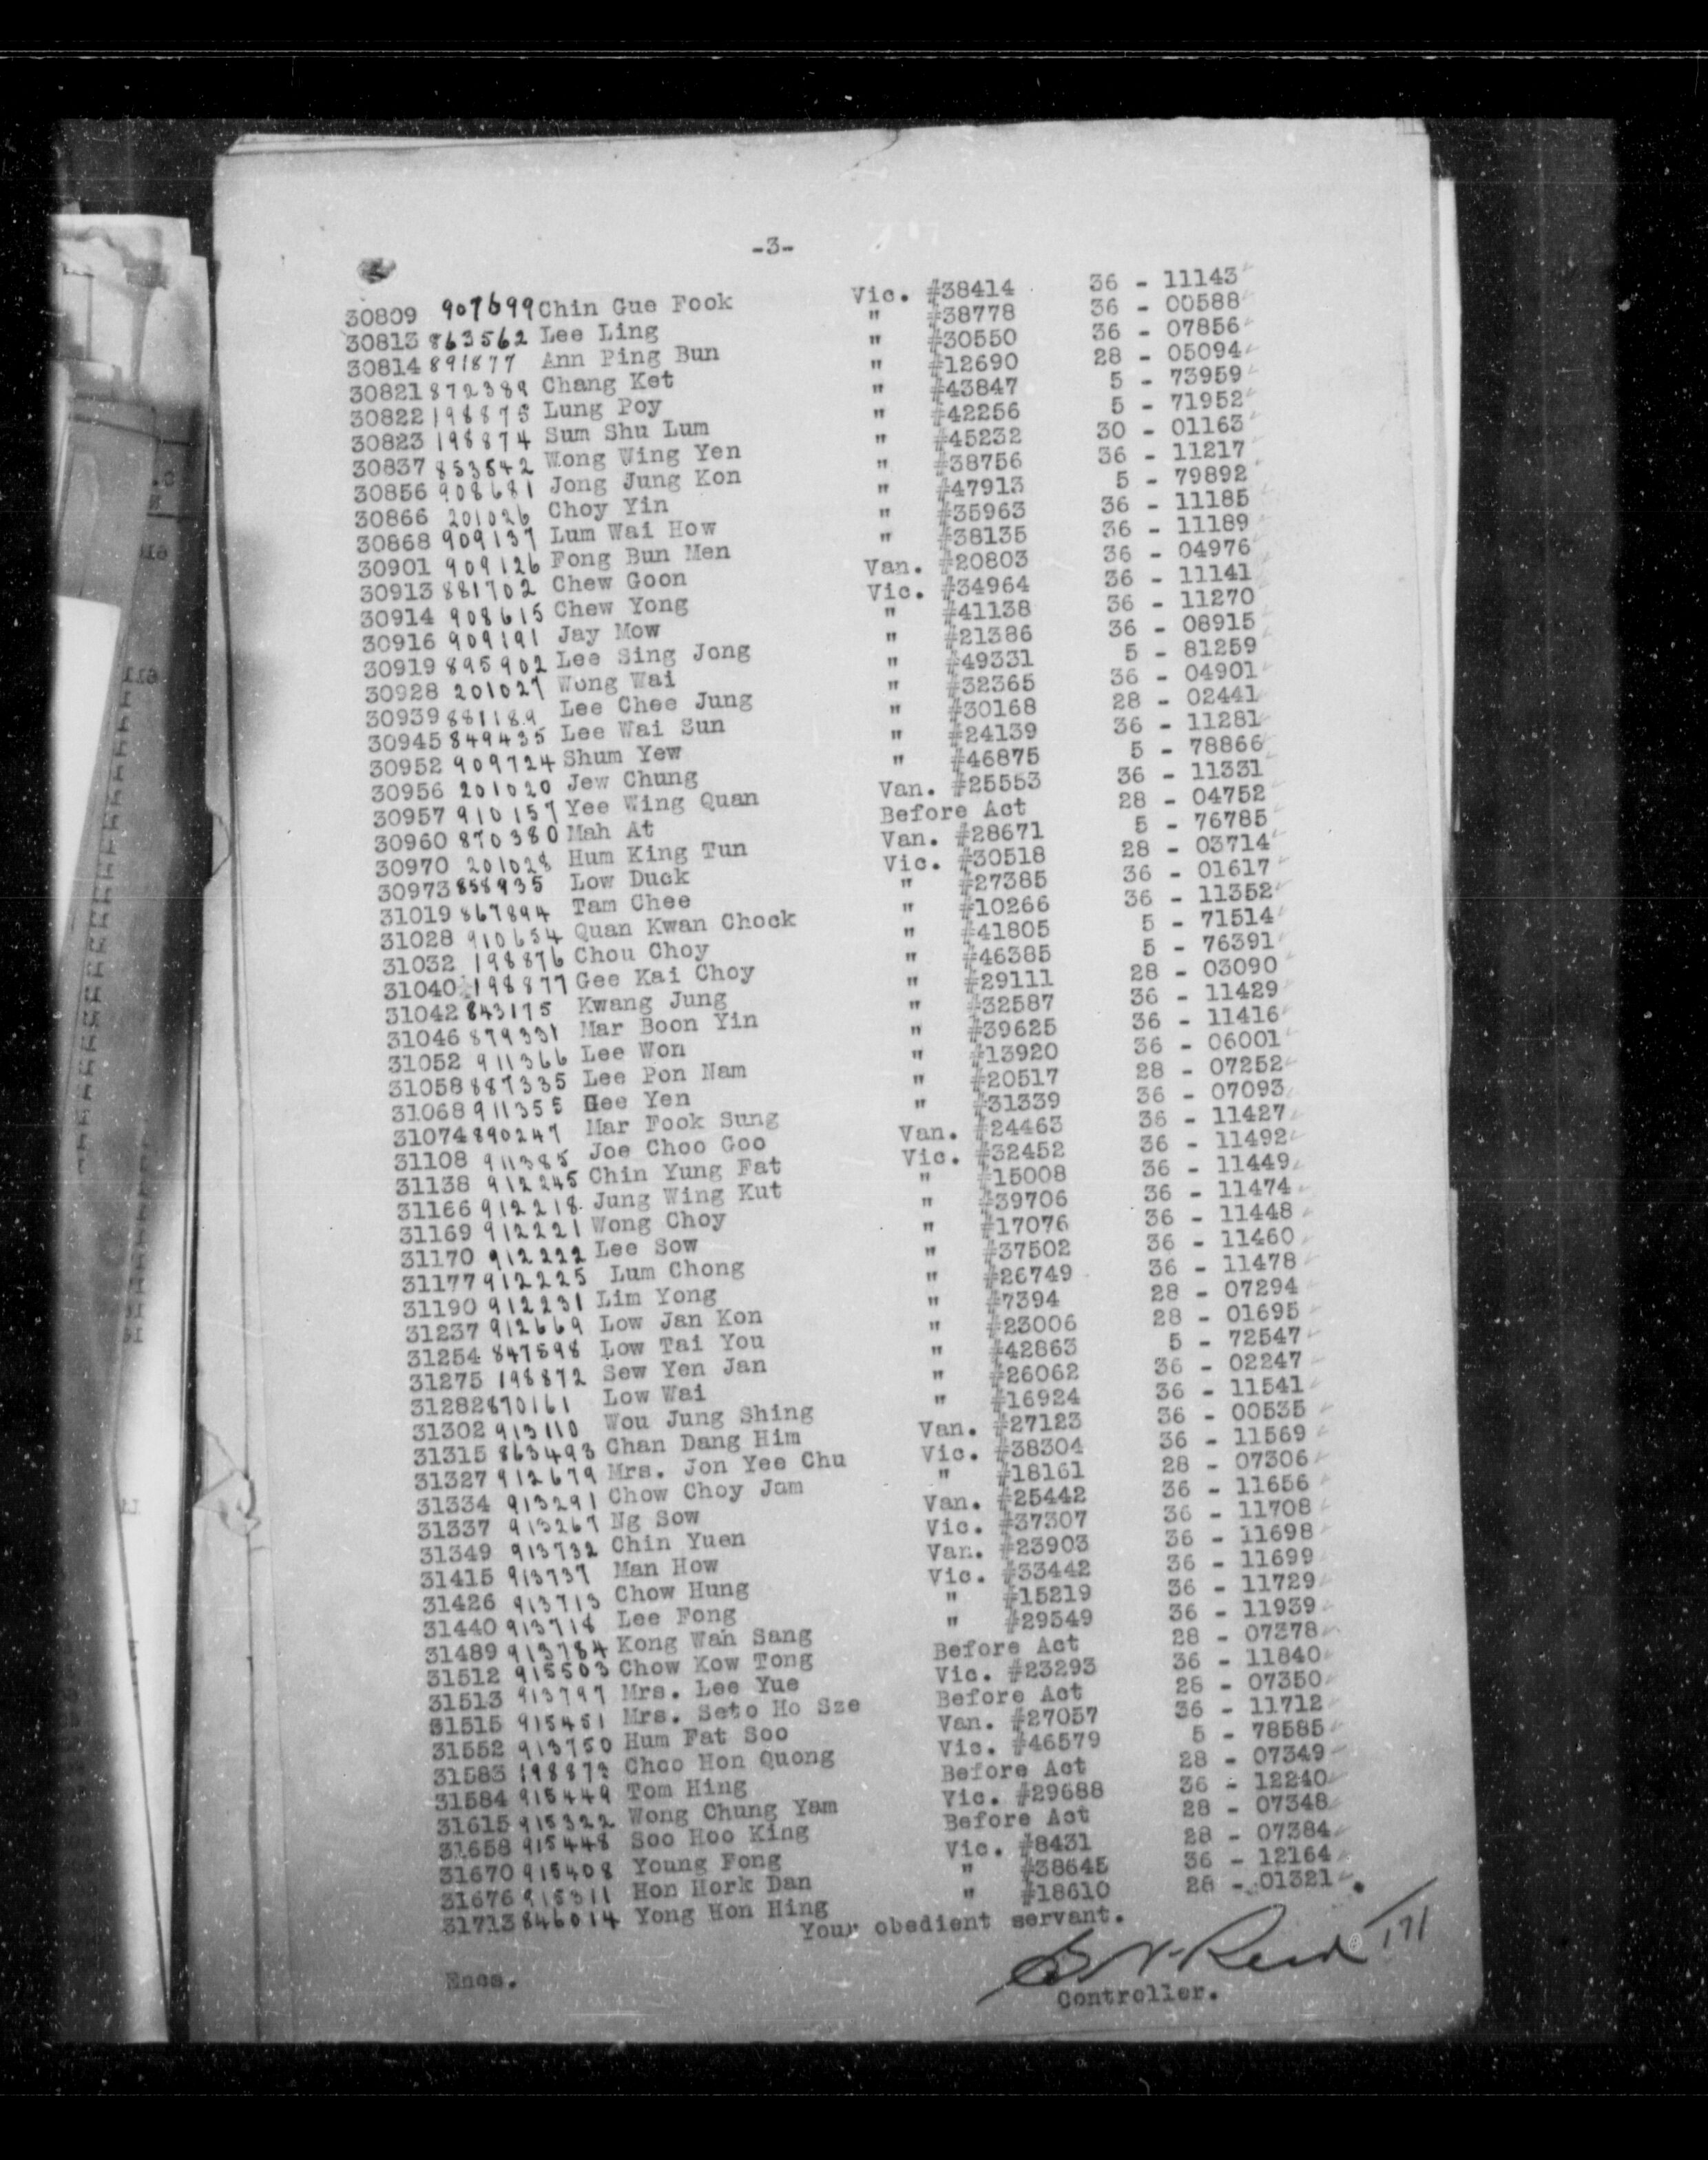 -3-
30809 907699 Chin Gue Fook Vic. #38414 36 - 11143
30813 863562 Lee Ling " #38778 36 - 00588
30814 891877 Ann Ping Bun " #30550 36 - 07856
30821 872389 Chang Ket " #12690 28 - 05094
30822 198875 Lung Poy " #43847 5 - 73959
30823 198874 Sum Shu Lum " #42256 5 - 71952
30837 853542 Wong Wing Yen " #45232 30 - 01163
30856 908681 Jong Jung Kon " #38756 36 - 11217
30866 201026 Choy Yin " #47913 5 - 79892
30868 909137 Lum Wai How " #35963 36 - 11185
30901 909126 Fong Bun Men " #38135 36 - 11189
30913 881702 Chew Goon Van. #20803 36 - 04976
30914 908615 Chew Yong Vic. #34964 36 - 11141
30916 909191 Jay Mow " #41138 36 - 11270
30919 895902 Lee Sing Jong " #21386 36 - 08915
30928 201027 Wong Wai " #49331 5 - 81259
30939 881189 Lee Chee Jung " #32365 36 - 04901
30945 849435 Lee Wai Sun " #30168 28 - 02441
30952 909724 Shum Yew " #24139 36 - 11281
30956 201020 Jew Chung " #46875 5 - 78866
30957 910157 Yee Wing Quan Van. #25553 36 - 11331
30960 870380 Mah At Before Act 28 - 04752
30970 201028 Hum King Tun Van. #28671 5 - 76785
30973 858935 Low Duck Vic. #30518 28 - 03714
31019 867894 Tam Chee " #27385 36 - 01617
31028 910654 Quan Kwan Chock " #10266 36 - 11352
31032 198876 Chou Choy " #41805 5 - 71514
31040 198877 Gee Kai Choy " #46385 5 - 76391
31042 843175 Kwang Jung " #29111 28 - 03090
31046 879331 Mar Boon Yin " #32587 36 - 11429
31052 911366 Lee Won " #39625 36 - 11416
31058 887335 Lee Pon Nam " #13920 36 - 06001
31068 911355 Gee Yen " #20517 28 - 07252
31074 890247 Mar Fook Sung " #31339 36 - 07093
31108 911385 Joe Choo Goo Van. #24463 36 - 11427
31138 912245 Chin Yung Fat Vic. #32452 36 - 11492
31166 912218 Jung Wing Kut " #15008 36 - 11449
31169 912221 Wong Choy " #39706 36 - 11474
31170 912222 Lee Sow " #17076 36 - 11448
31177 912225 Lum Chong " #37502 36 - 11460
31190 912231 Lim Yong " #26749 36 - 11478
31237 912669 Low Jan Kon " #7394 28 - 07294
31254 847598 Low Tai You " #23006 28 - 01695
31275 198872 Sew Yen Jan " #42863 5 - 72547
31282 870161 Low Wai " #26062 36 - 02247
31302 913110 Wou Jung Shing " #16924 36 - 11541
31315 863493 Chan Dang Him Van. #27123 36 - 00535
31327 912679 Mrs. Jon Yee Chu Vic. #38304 36 - 11569
31334 913291 Chow Choy Jam " #18161 28 - 07306
31337 913267 Ng Sow Van. #25442 36 - 11656
31349 913732 Chin Yuen Vic. #37307 36 - 11708
31415 913737 Man How Van. #23903 36 - 11698
31426 913713 Chow Hung Vic. #33442 36 - 11699
31440 913718 Lee Fong " #15219 36 - 11729
31489 913784 Kong Wah Sang " #29549 36 - 11939
31512 915503 Chow Kow Tong Before Act 28 - 07378
31513 913797 Mrs. Lee Yue Vic. #23293 36 - 11840
31515 915451 Mrs. Seto Ho Sze Before Act 28 - 07350
31552 913750 Hum Fat Soo Van. #27057 36 - 11712
31583 198873 Choo Hon Quong Vic. #46579 5 - 78585
31584 915449 Tom Hing Before Act 28 - 07349
31615 915322 Wong Chung Yam Vic. #29688 36 - 12240
31658 915448 Soo Hoo King Before Act 28 - 07348
31670 915408 Young Fong Vic. #8431 28 - 07384
31676 915311 Hon Hork Dan " #38645 36 - 12164
31713 846014 Yong Hon Hing " #18610 28 - 01321
Your obedient servant.
Encs.
Controller.